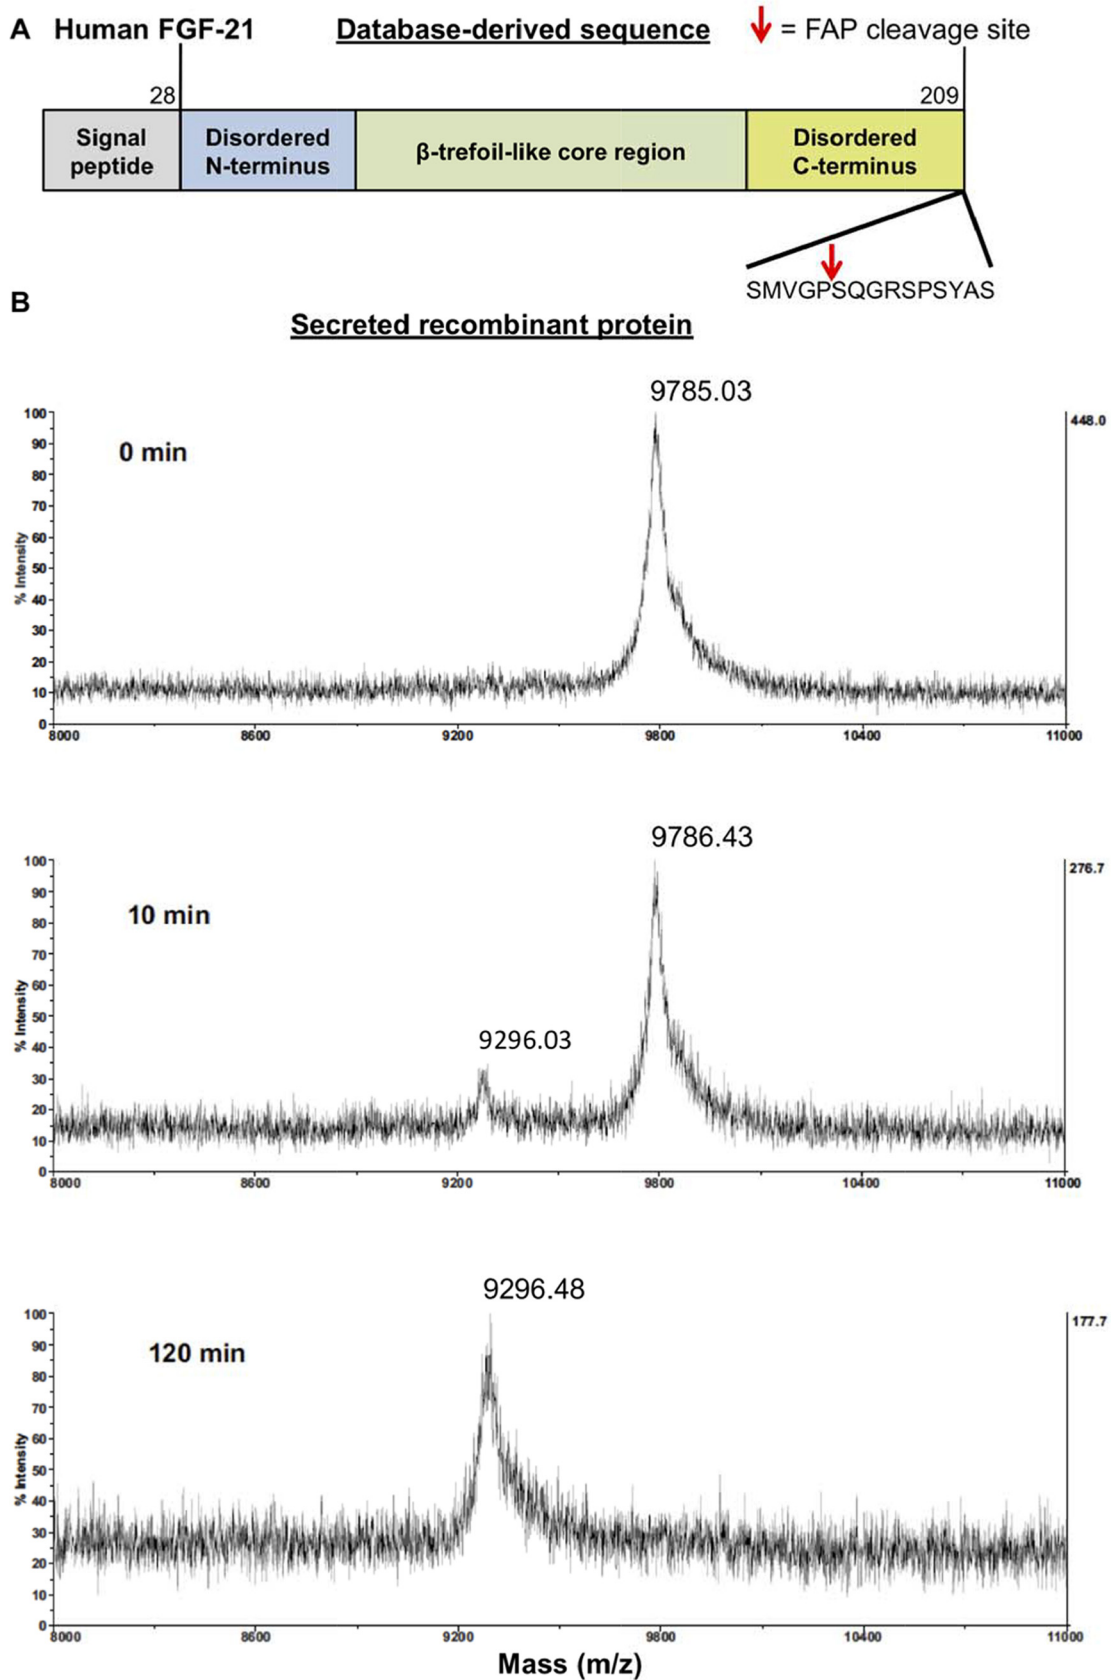 A Human FGF-21 Database-derived sequence = FAP cleavage site
28 209
Signal peptide
Disordered N-terminus
β-trefoil-like core region
Disordered C-terminus
SMVGPSQGRSPSYAS
B
Secreted recombinant protein
9785.03
0 min
448.0
100
90
80
70
60
50
40
30
20
10
0
% Intensity
8000 8600 9200 9800 10400 11000
9786.43
10 min
9296.03
276.7
100
90
80
70
60
50
40
30
20
10
0
% Intensity
8000 8600 9200 9800 10400 11000
9296.48
120 min
177.7
100
90
80
70
60
50
40
30
20
10
0
% Intensity
8000 8600 9200 9800 10400 11000
Mass (m/z)